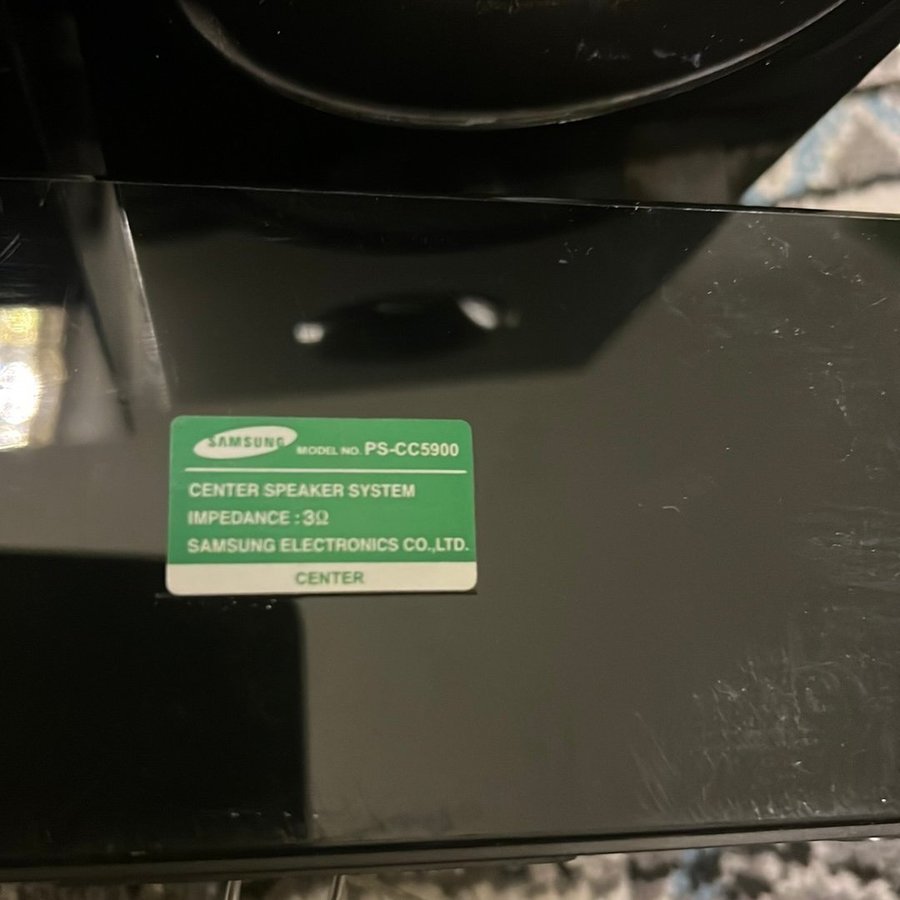 SAMSUNG MODEL NO. PS-CC5900
CENTER SPEAKER SYSTEM
IMPEDANCE : 3Ω
SAMSUNG ELECTRONICS CO.,LTD.
CENTER